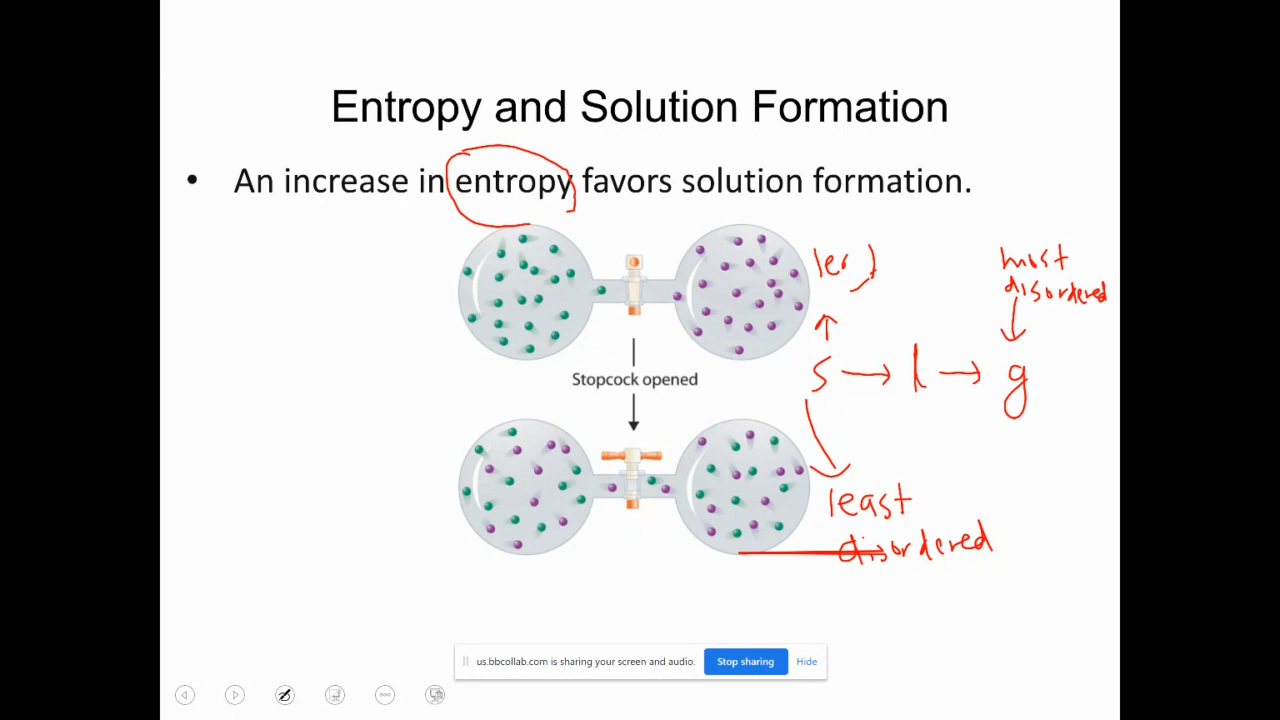 Entropy and Solution Formation
• An increase in entropy favors solution formation.
most
disordered
Stopcock opened
s → l → g
least
disordered
us.bbcollab.com is sharing your screen and audio.
Stop sharing
Hide